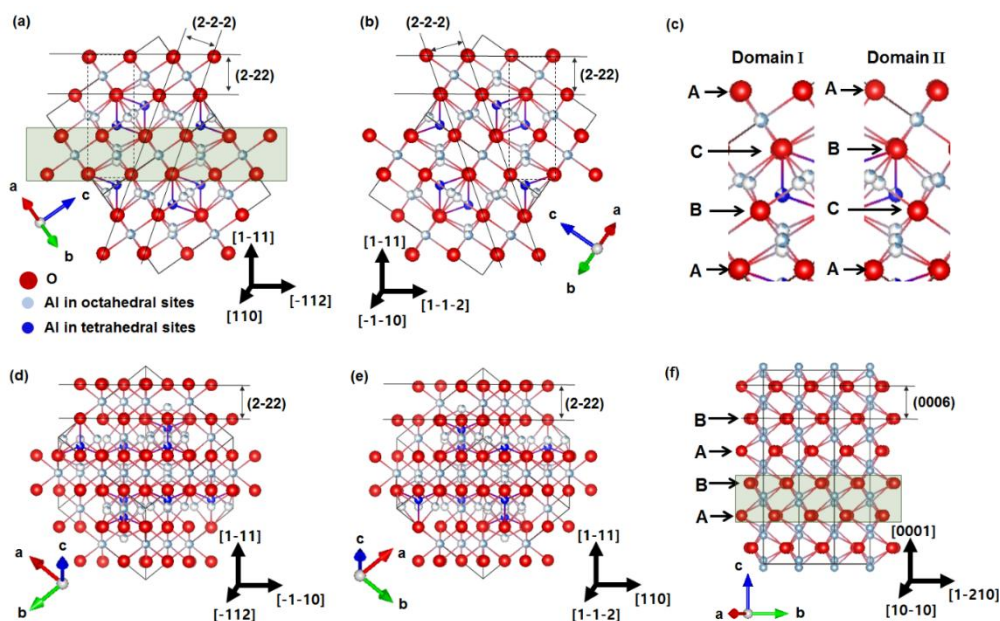 (a)
(2-2-2)
(2-22)
a
c
b
[1-11]
[-112]
[110]
O
Al in octahedral sites
Al in tetrahedral sites
(b)
(2-2-2)
(2-22)
c
a
b
[1-11]
[1-1-2]
[-1-10]
(c)
Domain I
Domain II
A
A
C
B
B
C
A
A
(d)
(2-22)
a
c
b
[1-11]
[-1-10]
[-112]
(e)
(2-22)
c
a
b
[1-11]
[110]
[1-1-2]
(f)
(0006)
B
A
B
A
[0001]
c
a
b
[1-210]
[10-10]